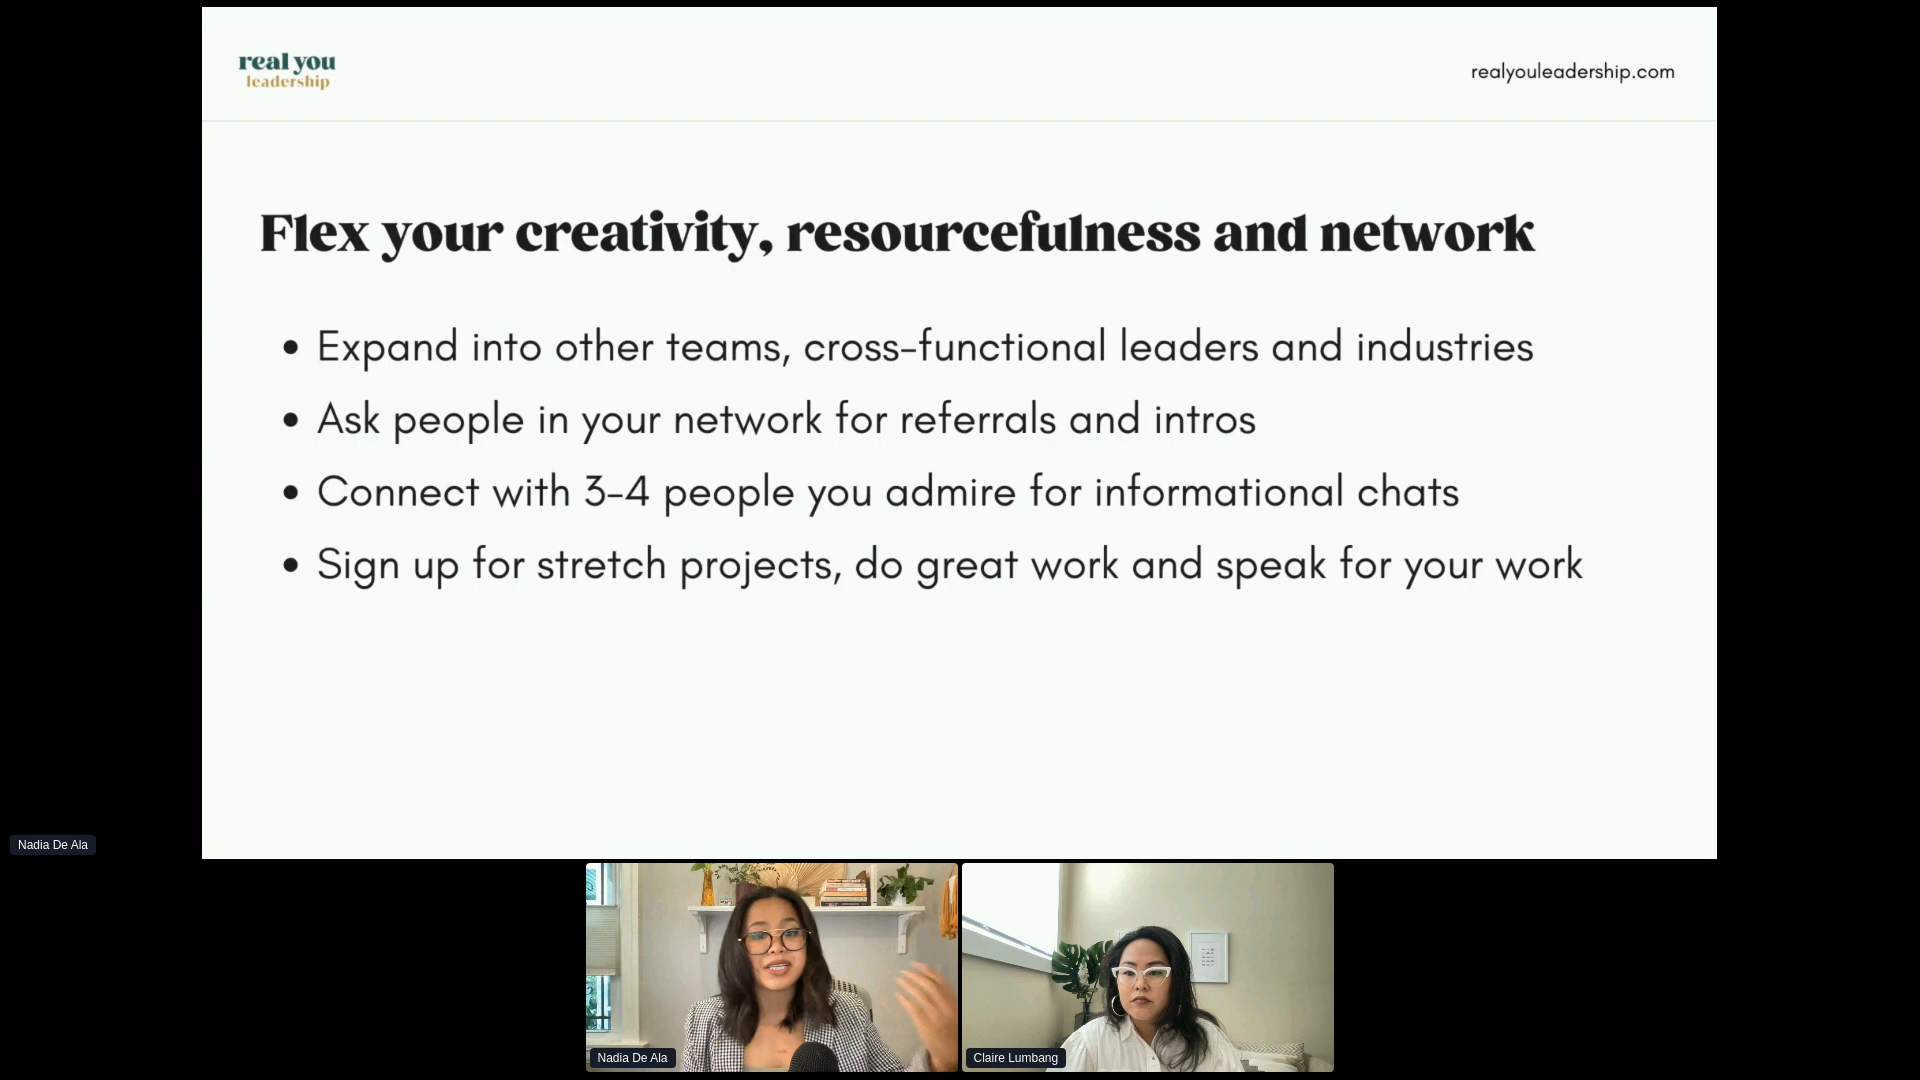 real you
leadership
realyouleadership.com
Flex your creativity, resourcefulness and network
• Expand into other teams, cross-functional leaders and industries
• Ask people in your network for referrals and intros
• Connect with 3-4 people you admire for informational chats
• Sign up for stretch projects, do great work and speak for your work
Nadia De Ala
Nadia De Ala
Claire Lumbang